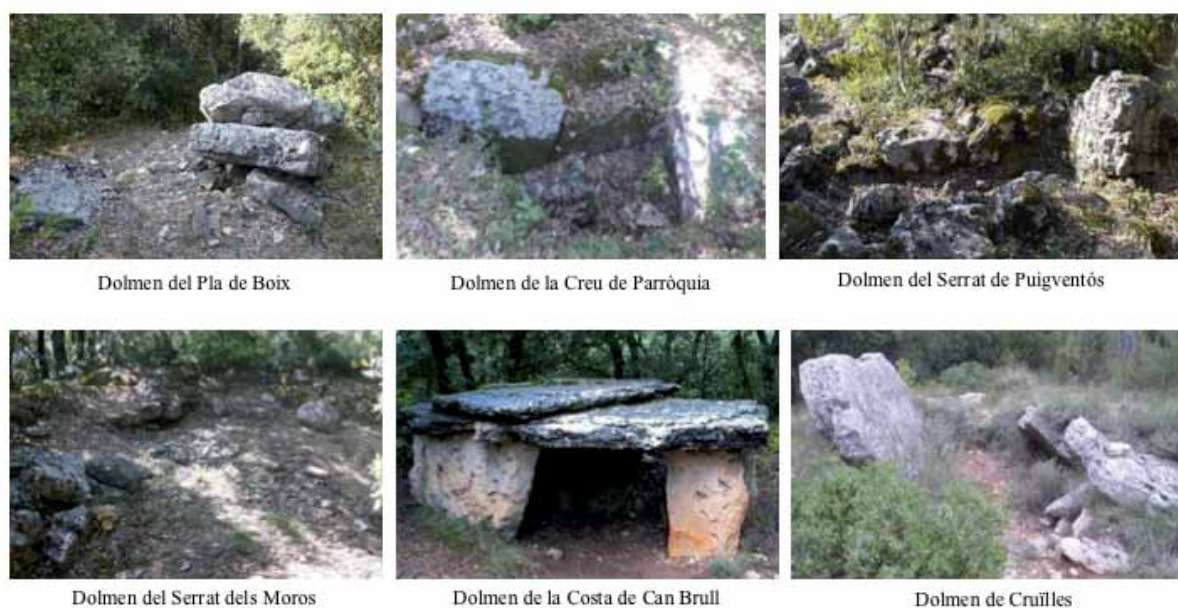 Dolmen del Pla de Boix
Dolmen de la Creu de Parròquia
Dolmen del Serrat de Puigventós
Dolmen del Serrat dels Moros
Dolmen de la Costa de Can Brull
Dolmen de Cruïlles